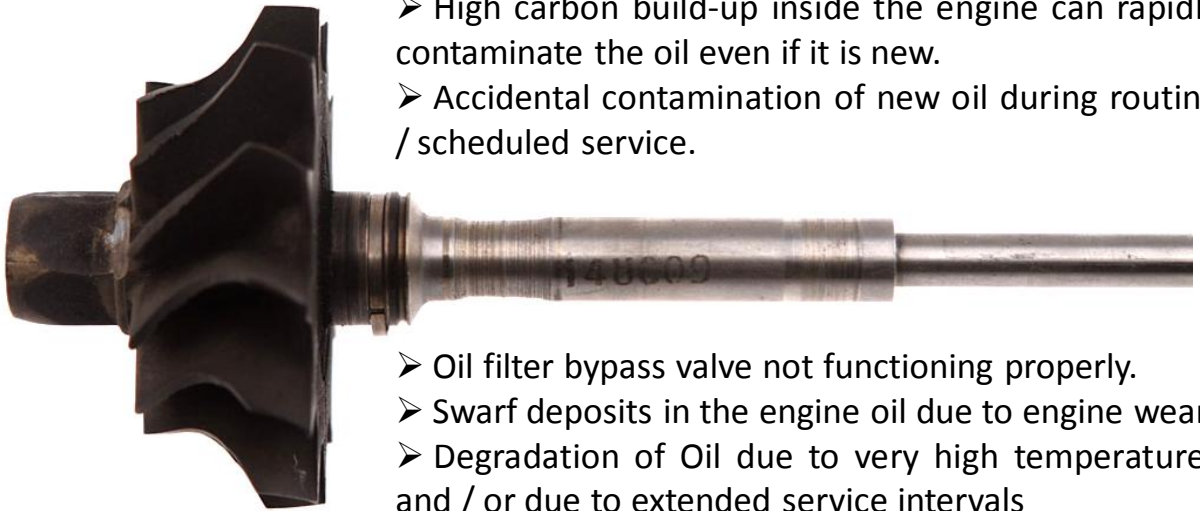 ➢ High carbon build-up inside the engine can rapidl
contaminate the oil even if it is new.
➢ Accidental contamination of new oil during routin
/ scheduled service.
14UC09
➢ Oil filter bypass valve not functioning properly.
➢ Swarf deposits in the engine oil due to engine wear
➢ Degradation of Oil due to very high temperature
and / or due to extended service intervals